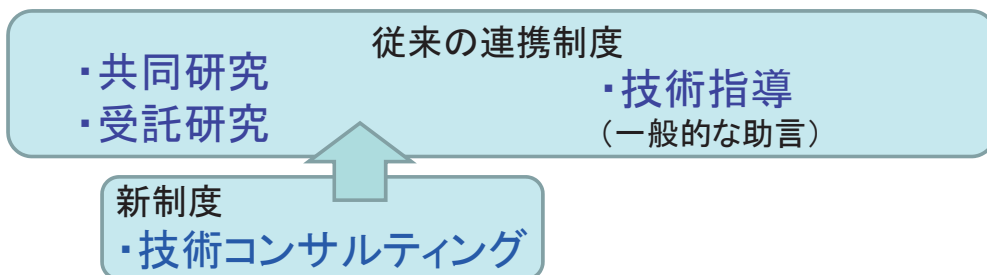 従来の連携制度
・共同研究
・受託研究
・技術指導
(一般的な助言)
新制度
・技術コンサルティング